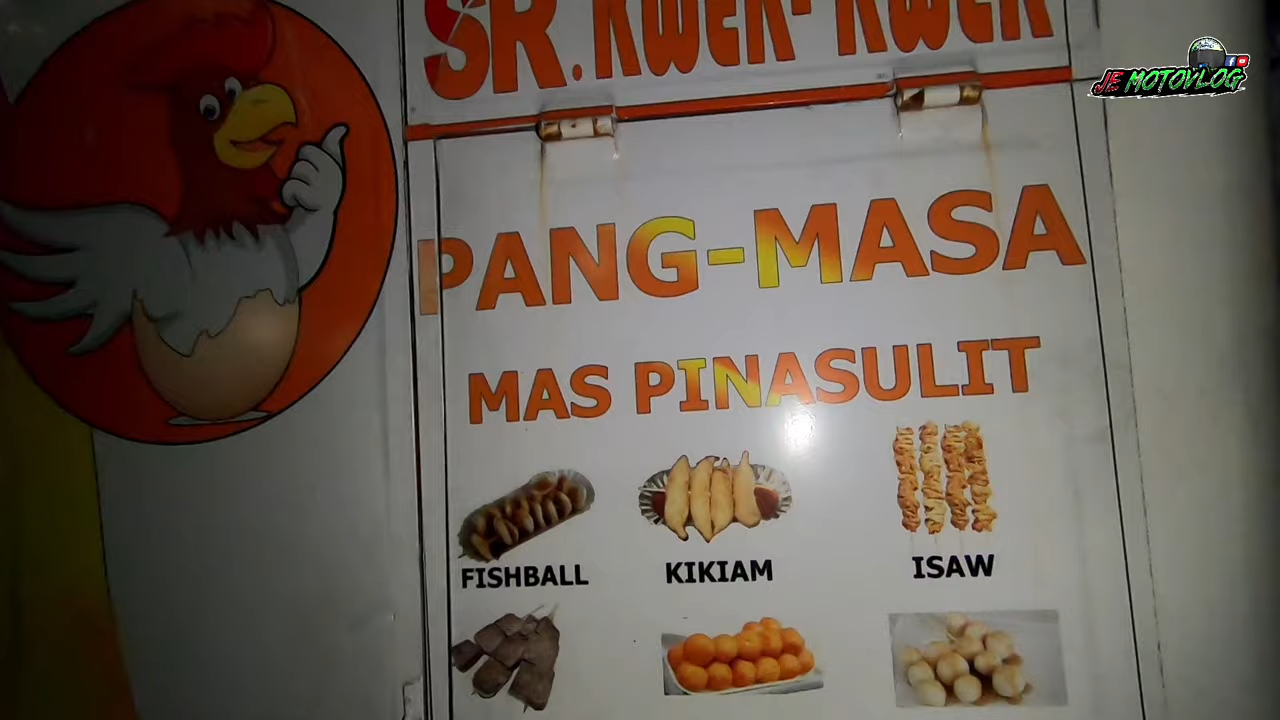 SR. KWEK-KWEK
JE MOTOVLOG
PANG-MASA
MAS PINASULIT
FISHBALL KIKIAM ISAW